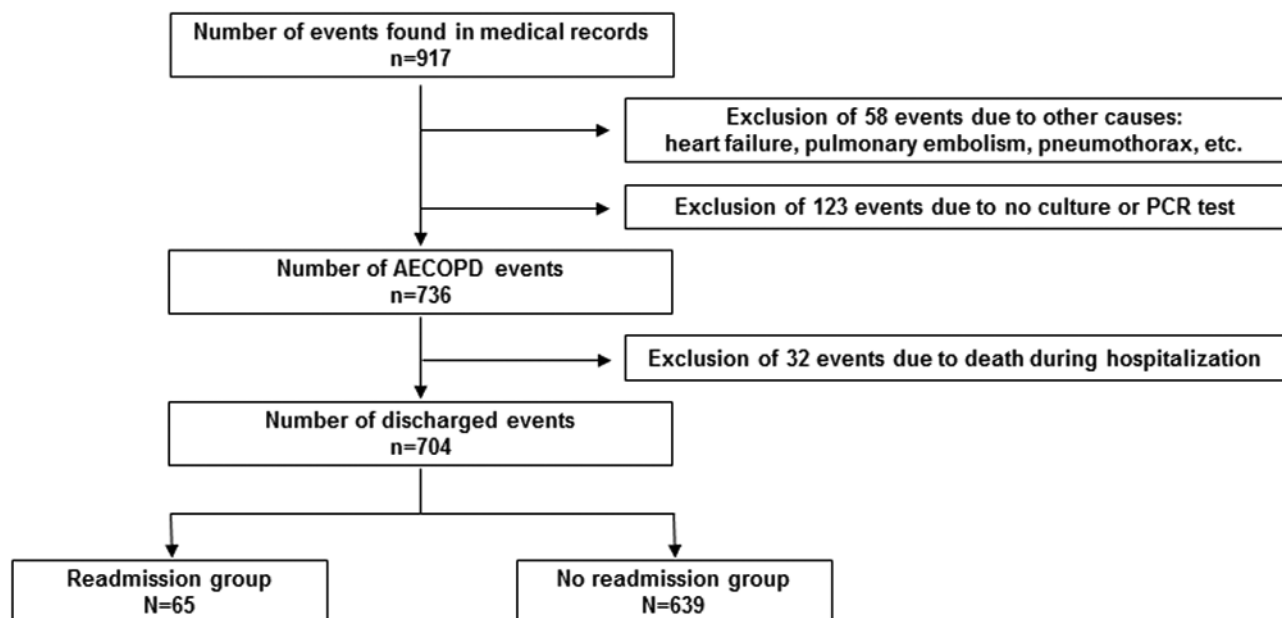 Number of events found in medical records
n=917
Exclusion of 58 events due to other causes:
heart failure, pulmonary embolism, pneumothorax, etc.
Exclusion of 123 events due to no culture or PCR test
Number of AECOPD events
n=736
Exclusion of 32 events due to death during hospitalization
Number of discharged events
n=704
Readmission group
N=65
No readmission group
N=639